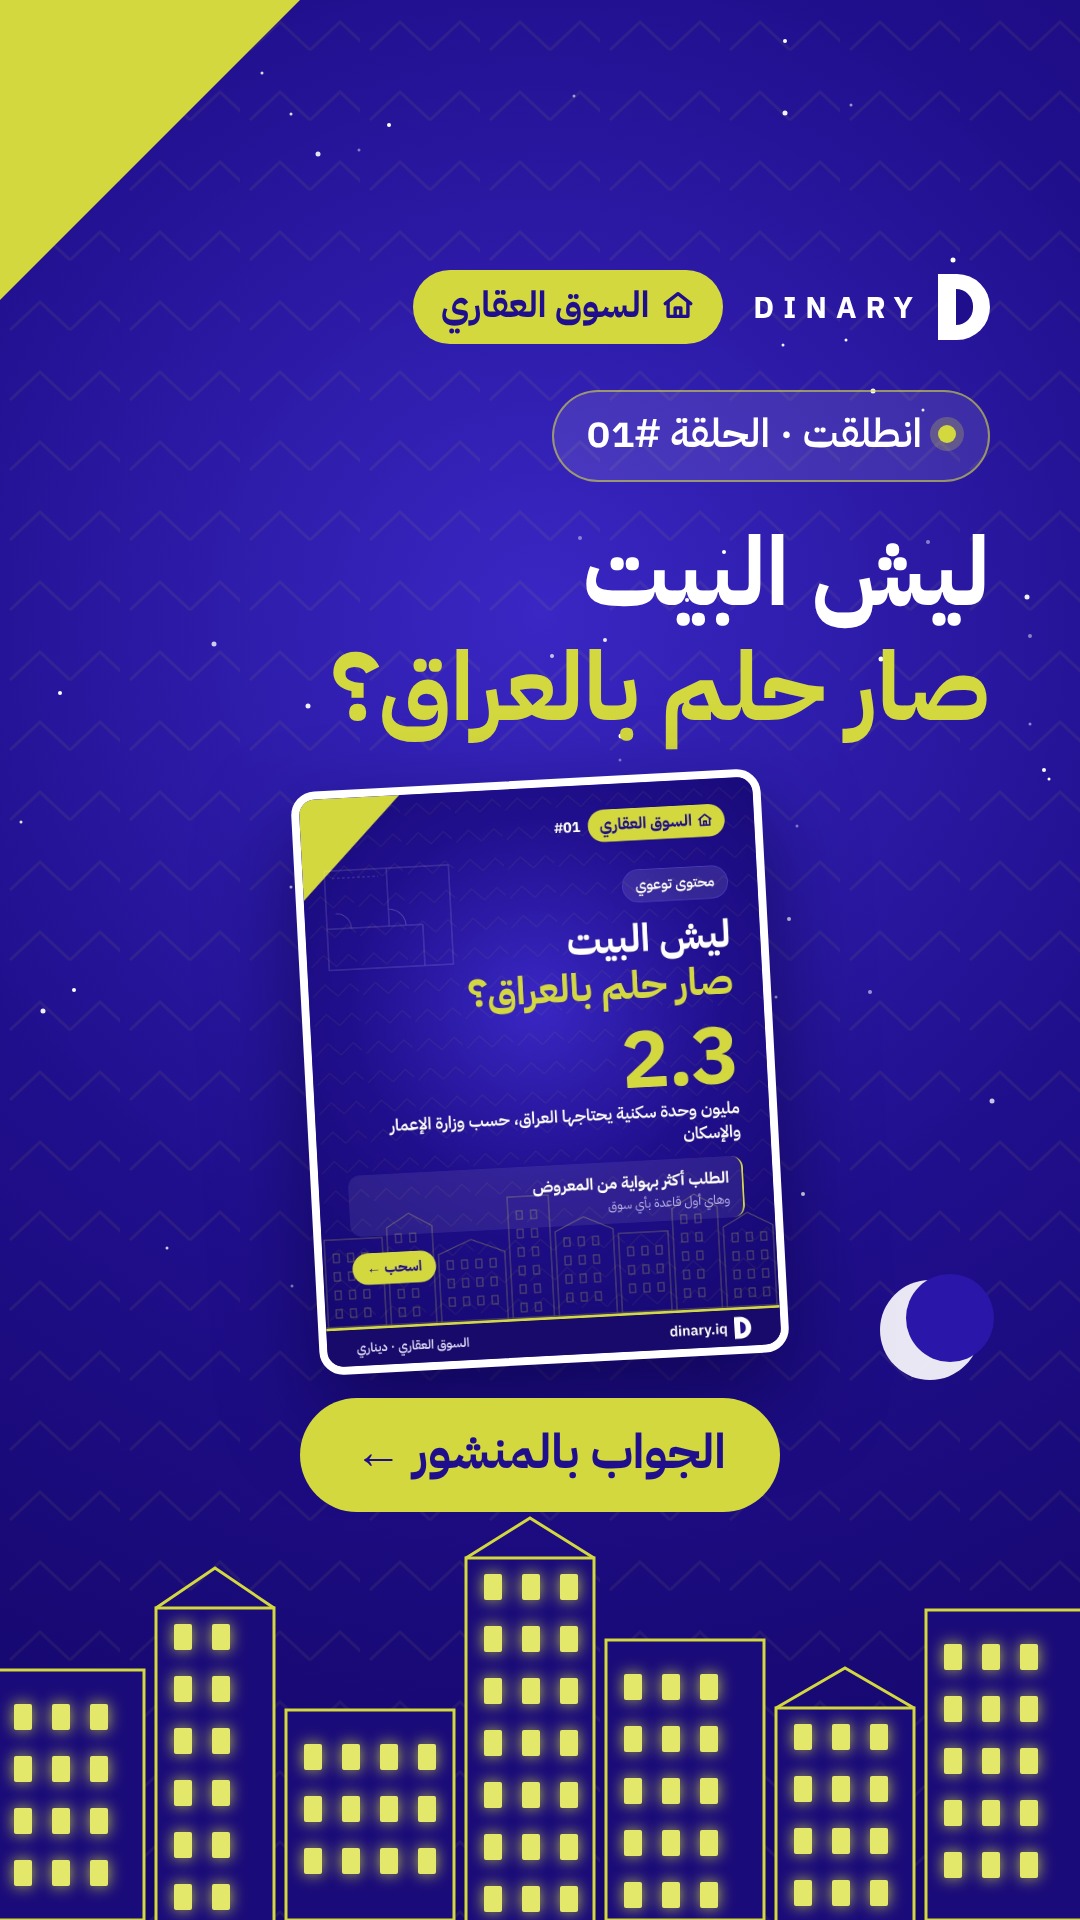 DINARY
السوق العقاري
انطلقت · الحلقة #01
ليش البيت
صار حلم بالعراق؟
السوق العقاري #01
محتوى توعوي
ليش البيت
صار حلم بالعراق؟
2.3
مليون وحدة سكنية يحتاجها العراق، حسب وزارة الإعمار
والإسكان
الطلب أكثر بهواية من المعروض
وهاي أول قاعدة بأي سوق
اسحب ←
dinary.iq
السوق العقاري · ديناري
الجواب بالمنشور ←